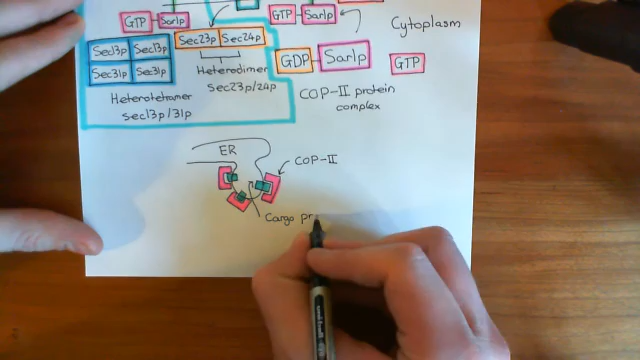 GTP Sar1p GTP Sar1p
Cytoplasm
Sec13p Sec13p Sec23p Sec24p
GDP Sar1p GTP
Sec31p Sec31p
Heterodimer
sec23p/24p
Heterotetramer
sec13p/31p
COP-II protein
complex
ER
COP-II
Cargo pr